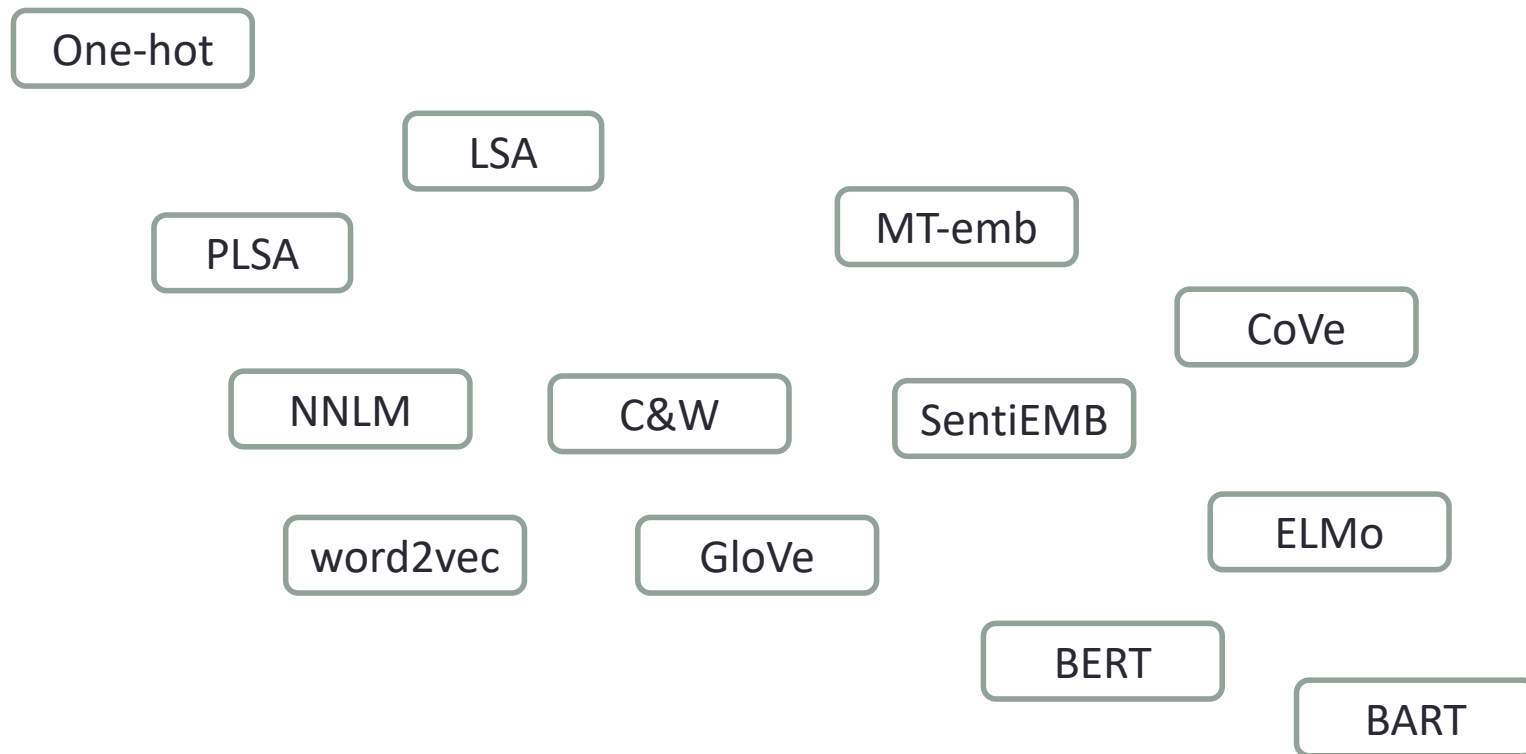 One-hot
LSA
MT-emb
PLSA
CoVe
NNLM
C&W
SentiEMB
ELMo
word2vec
GloVe
BERT
BART